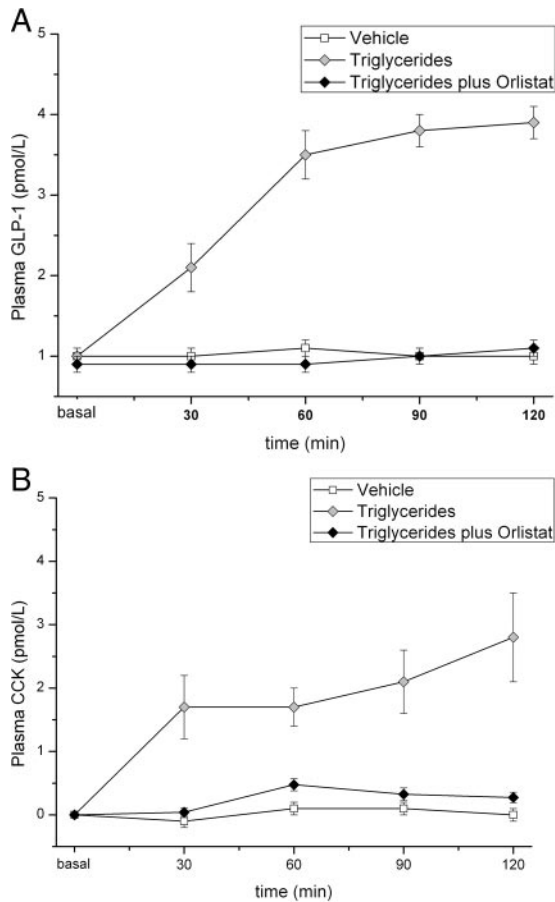 A
Vehicle
Triglycerides
Triglycerides plus Orlistat
Plasma GLP-1 (pmol/L)
5
4
3
2
1
basal 30 60 90 120
time (min)
B
Vehicle
Triglycerides
Triglycerides plus Orlistat
Plasma CCK (pmol/L)
5
4
3
2
1
0
basal 30 60 90 120
time (min)